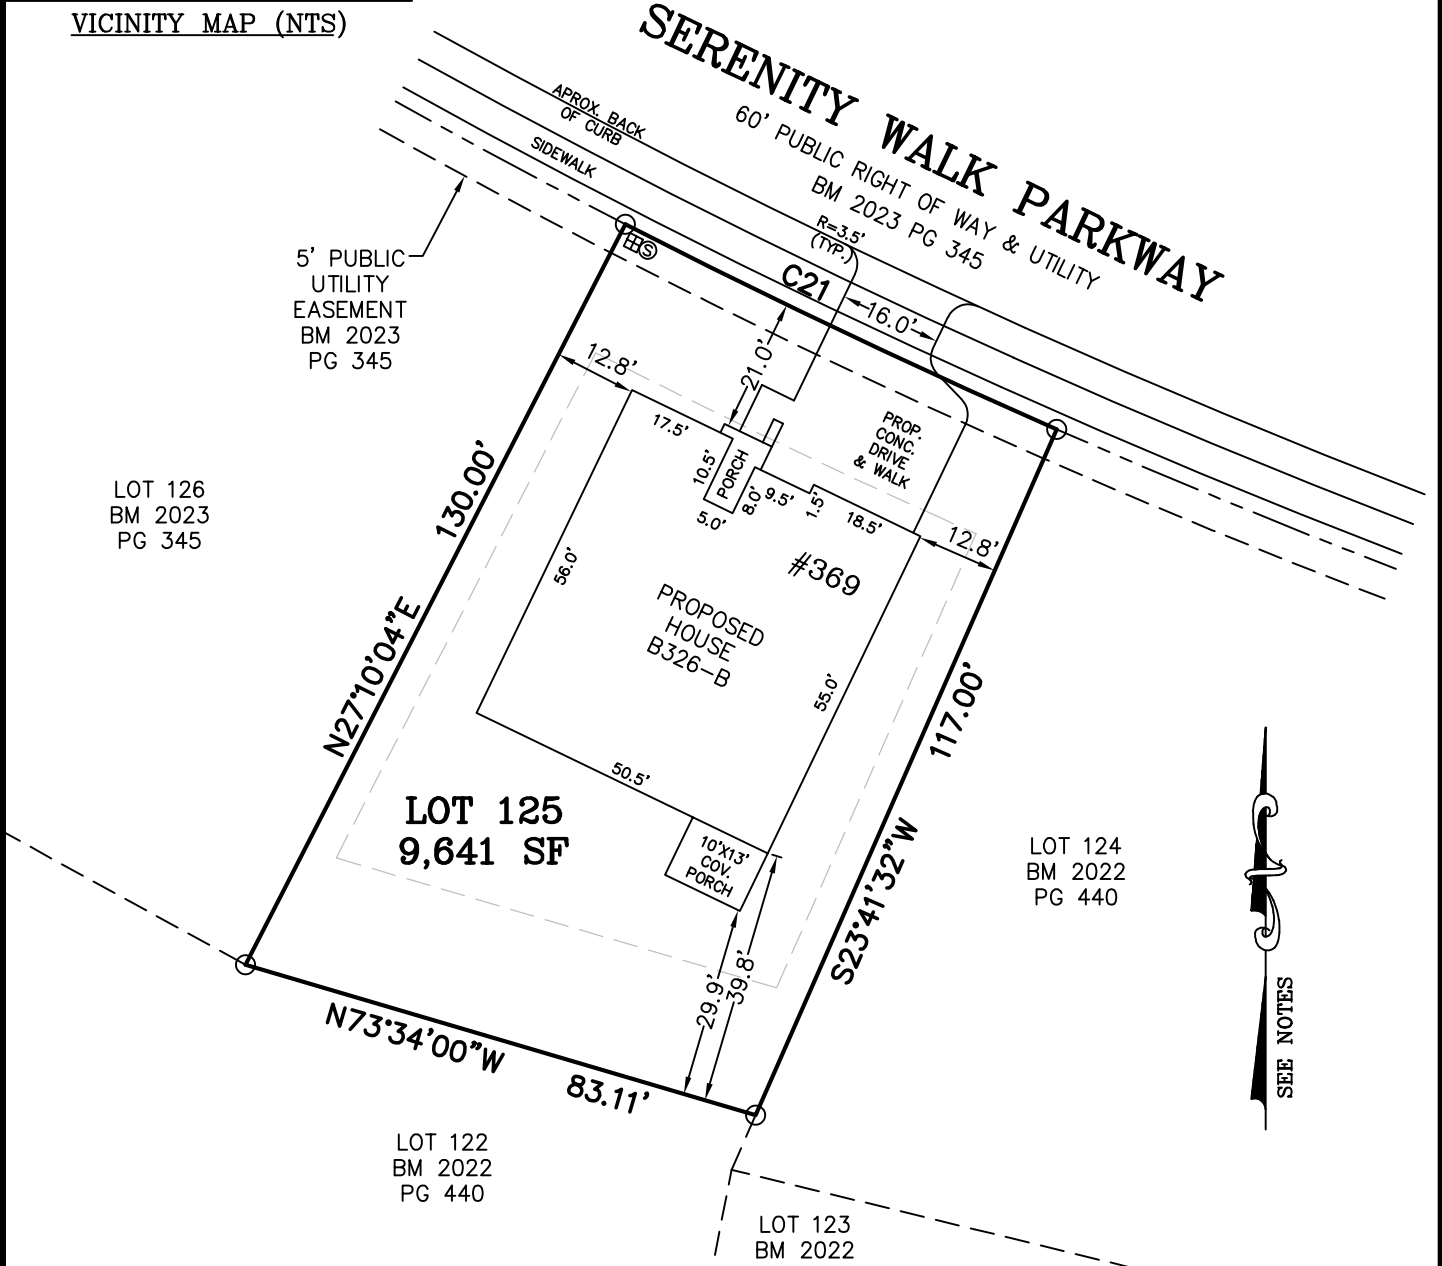 VICINITY MAP (NTS)
SERENITY WALK PARKWAY
60' PUBLIC RIGHT OF WAY & UTILITY
BM 2023 PG 345
APROX. BACK
OF CURB
SIDEWALK
R=3.5'
(TYP.)
C21
16.0'
5' PUBLIC
UTILITY
EASEMENT
BM 2023
PG 345
S
12.8'
21.0'
17.5'
10.5'
PORCH
8.0'
5.0'
9.5'
1.5'
18.5'
PROP.
CONC.
DRIVE
& WALK
12.8'
LOT 126
BM 2023
PG 345
130.00'
N27°10'04"E
56.0'
#369
PROPOSED
HOUSE
B326-B
55.0'
50.5'
117.00'
S23°41'32"W
LOT 125
9,641 SF
10'X13'
COV.
PORCH
LOT 124
BM 2022
PG 440
29.9'
39.8'
N73°34'00"W
83.11'
SEE NOTES
LOT 122
BM 2022
PG 440
LOT 123
BM 2022